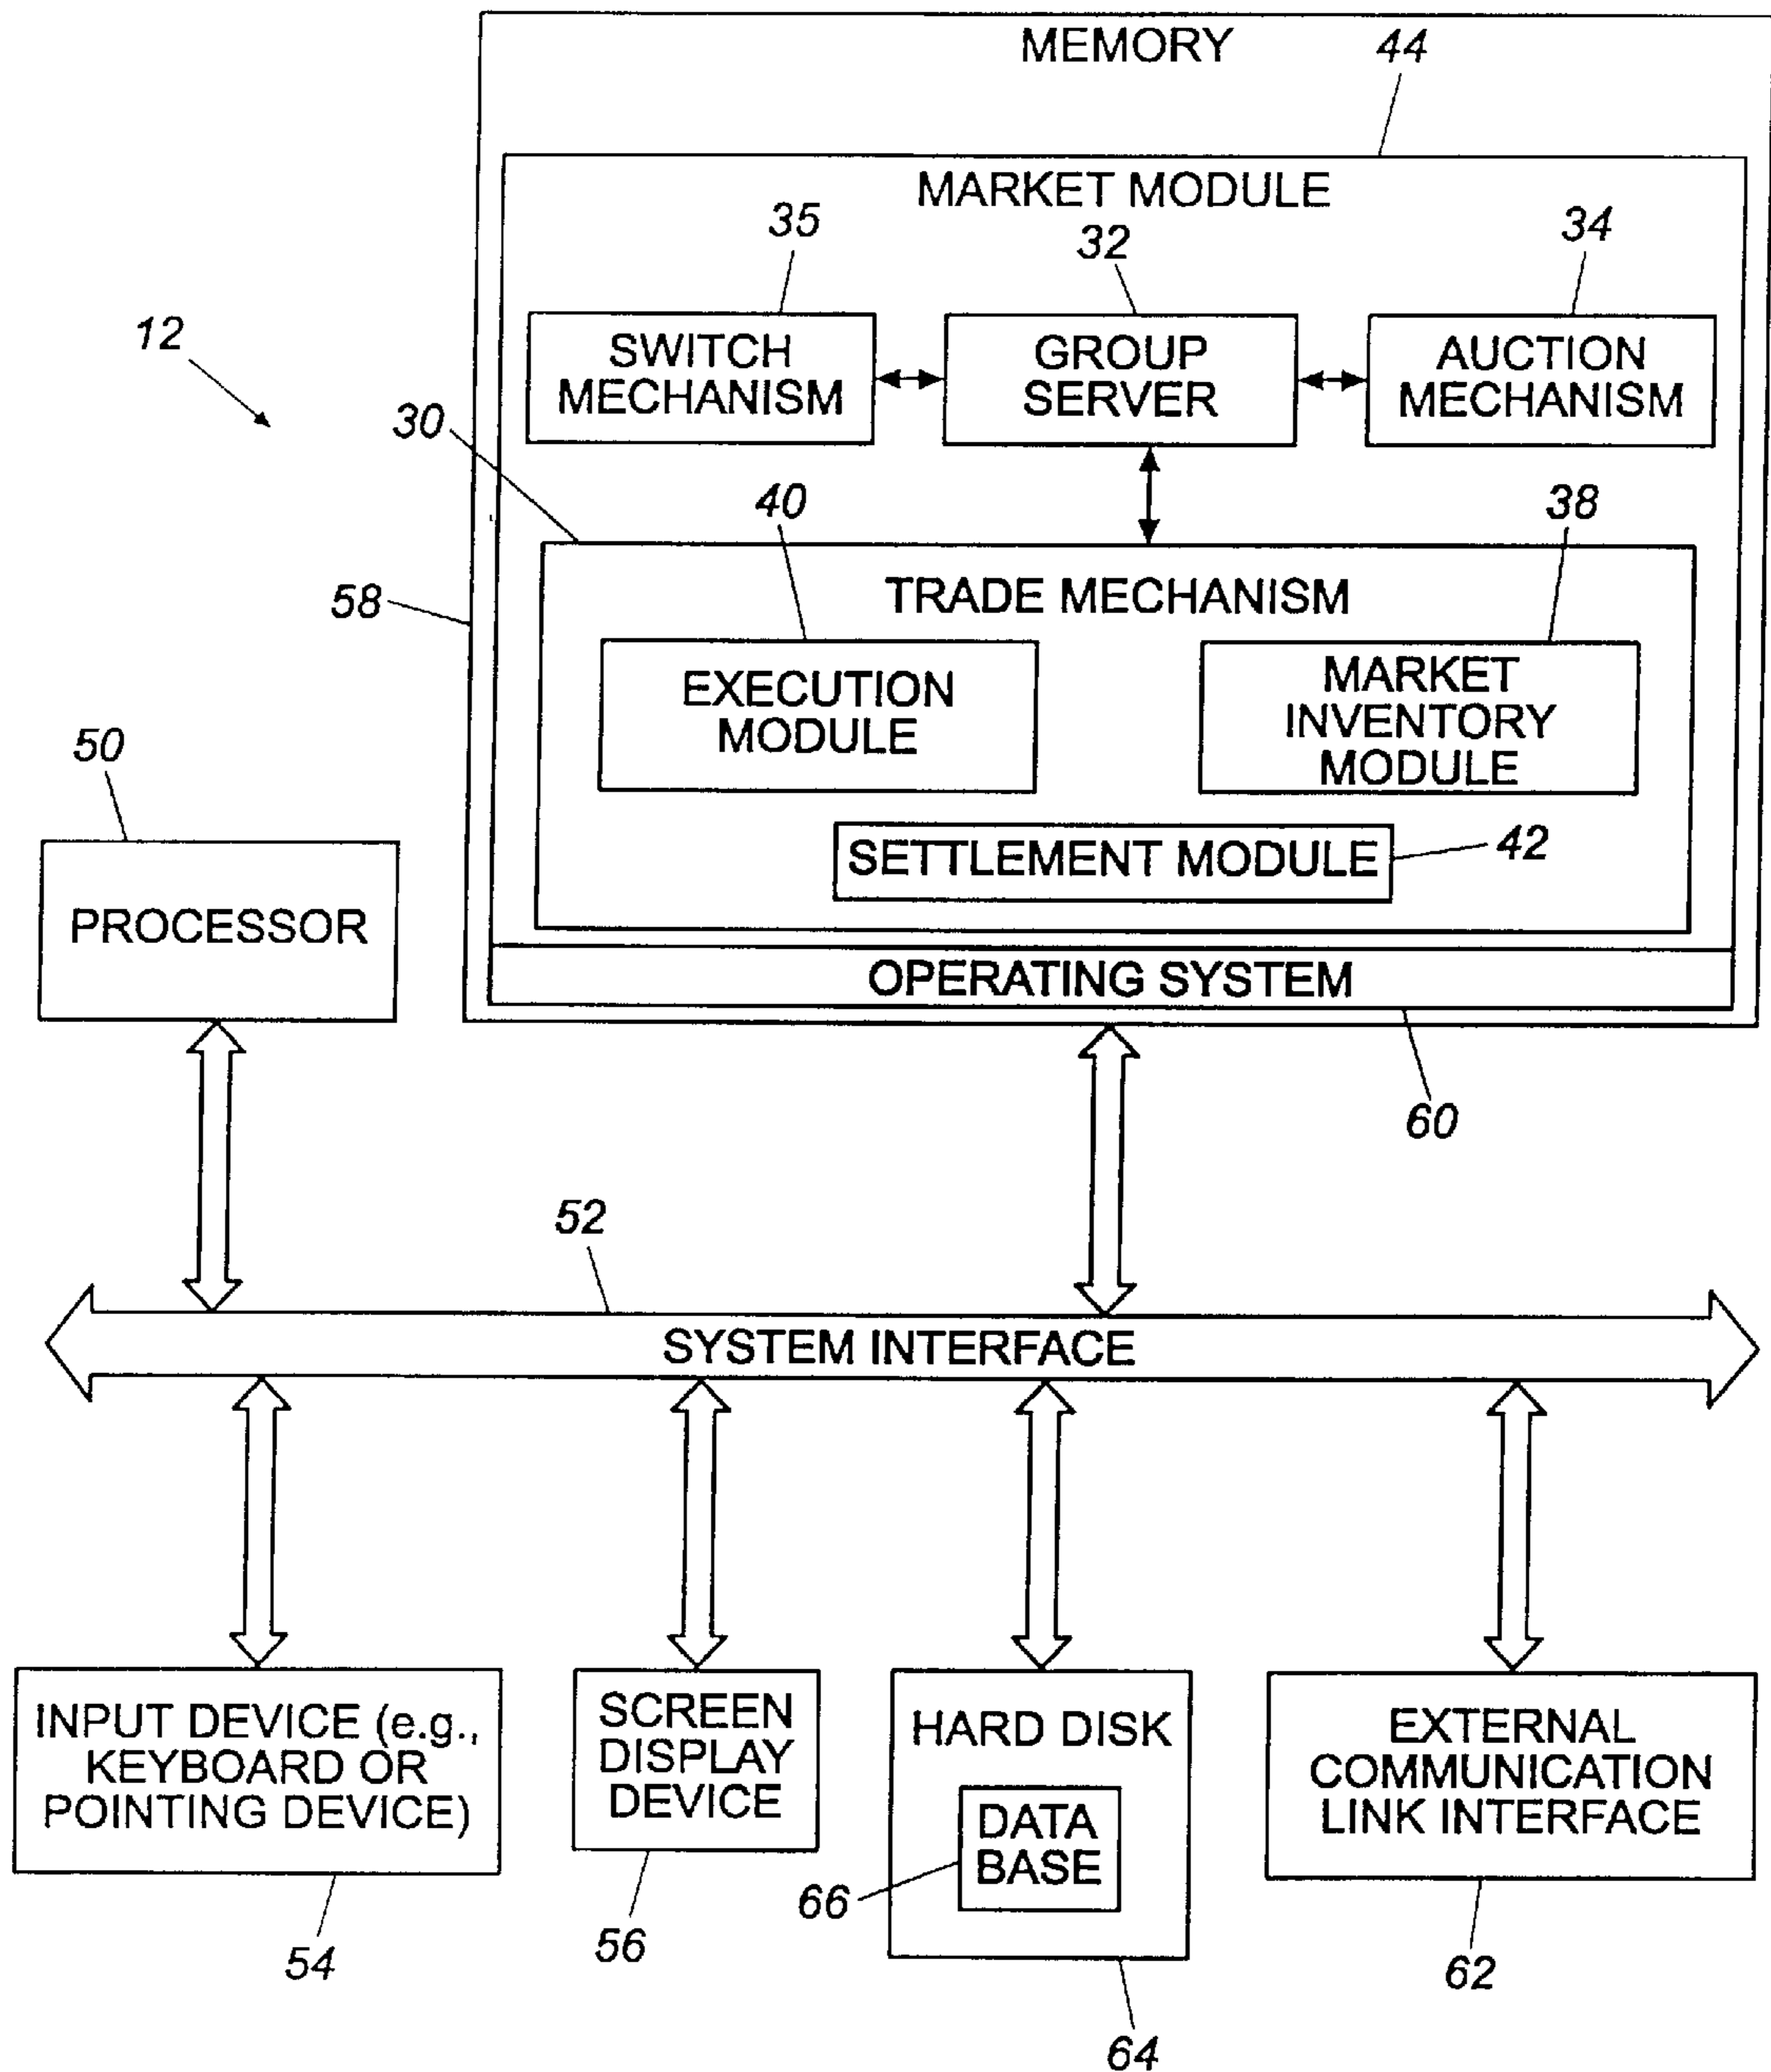 MEMORY
44
MARKET MODULE
35
32
34
12
SWITCH
MECHANISM
GROUP
SERVER
AUCTION
MECHANISM
30
40
38
58
TRADE MECHANISM
EXECUTION
MODULE
MARKET
INVENTORY
MODULE
50
SETTLEMENT MODULE
42
PROCESSOR
OPERATING SYSTEM
60
52
SYSTEM INTERFACE
INPUT DEVICE (e.g.,
KEYBOARD OR
POINTING DEVICE)
SCREEN
DISPLAY
DEVICE
HARD DISK
DATA
BASE
EXTERNAL
COMMUNICATION
LINK INTERFACE
66
54
56
62
64